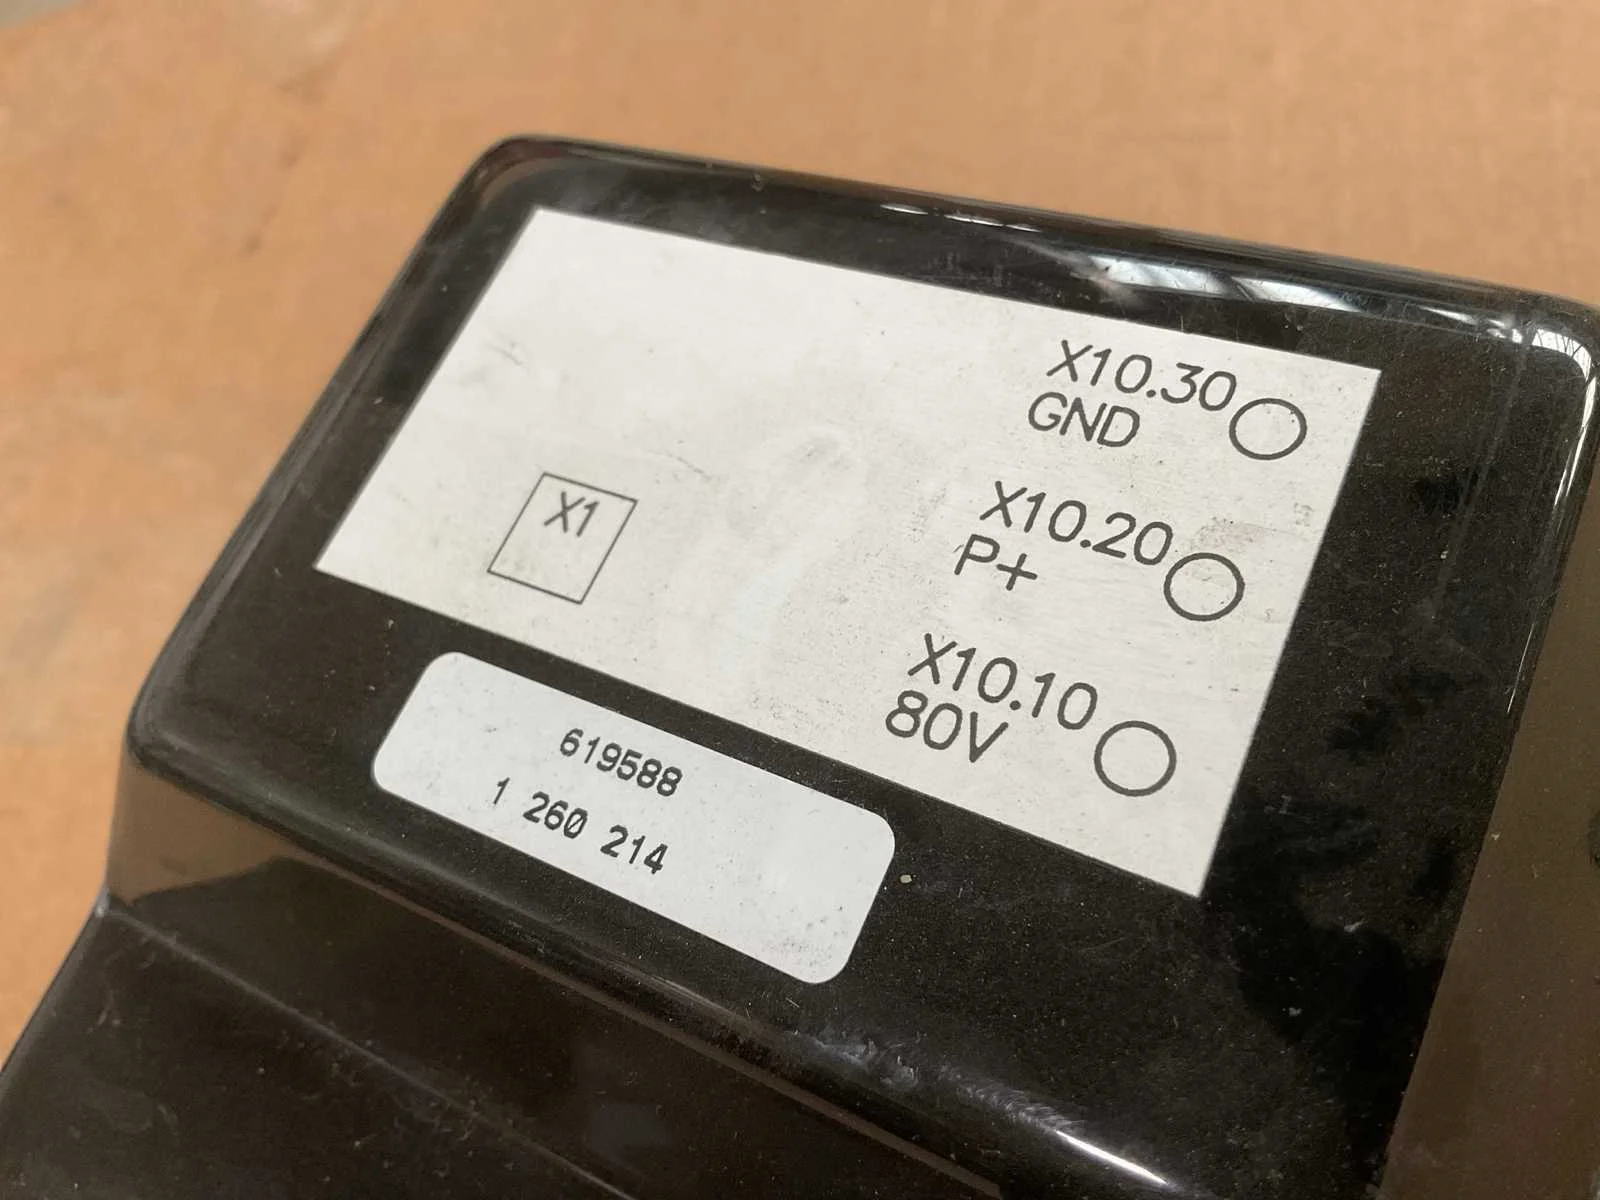 X10.30
GND
X10.20
P+
X1
X10.10
80V
619588
1 260 214